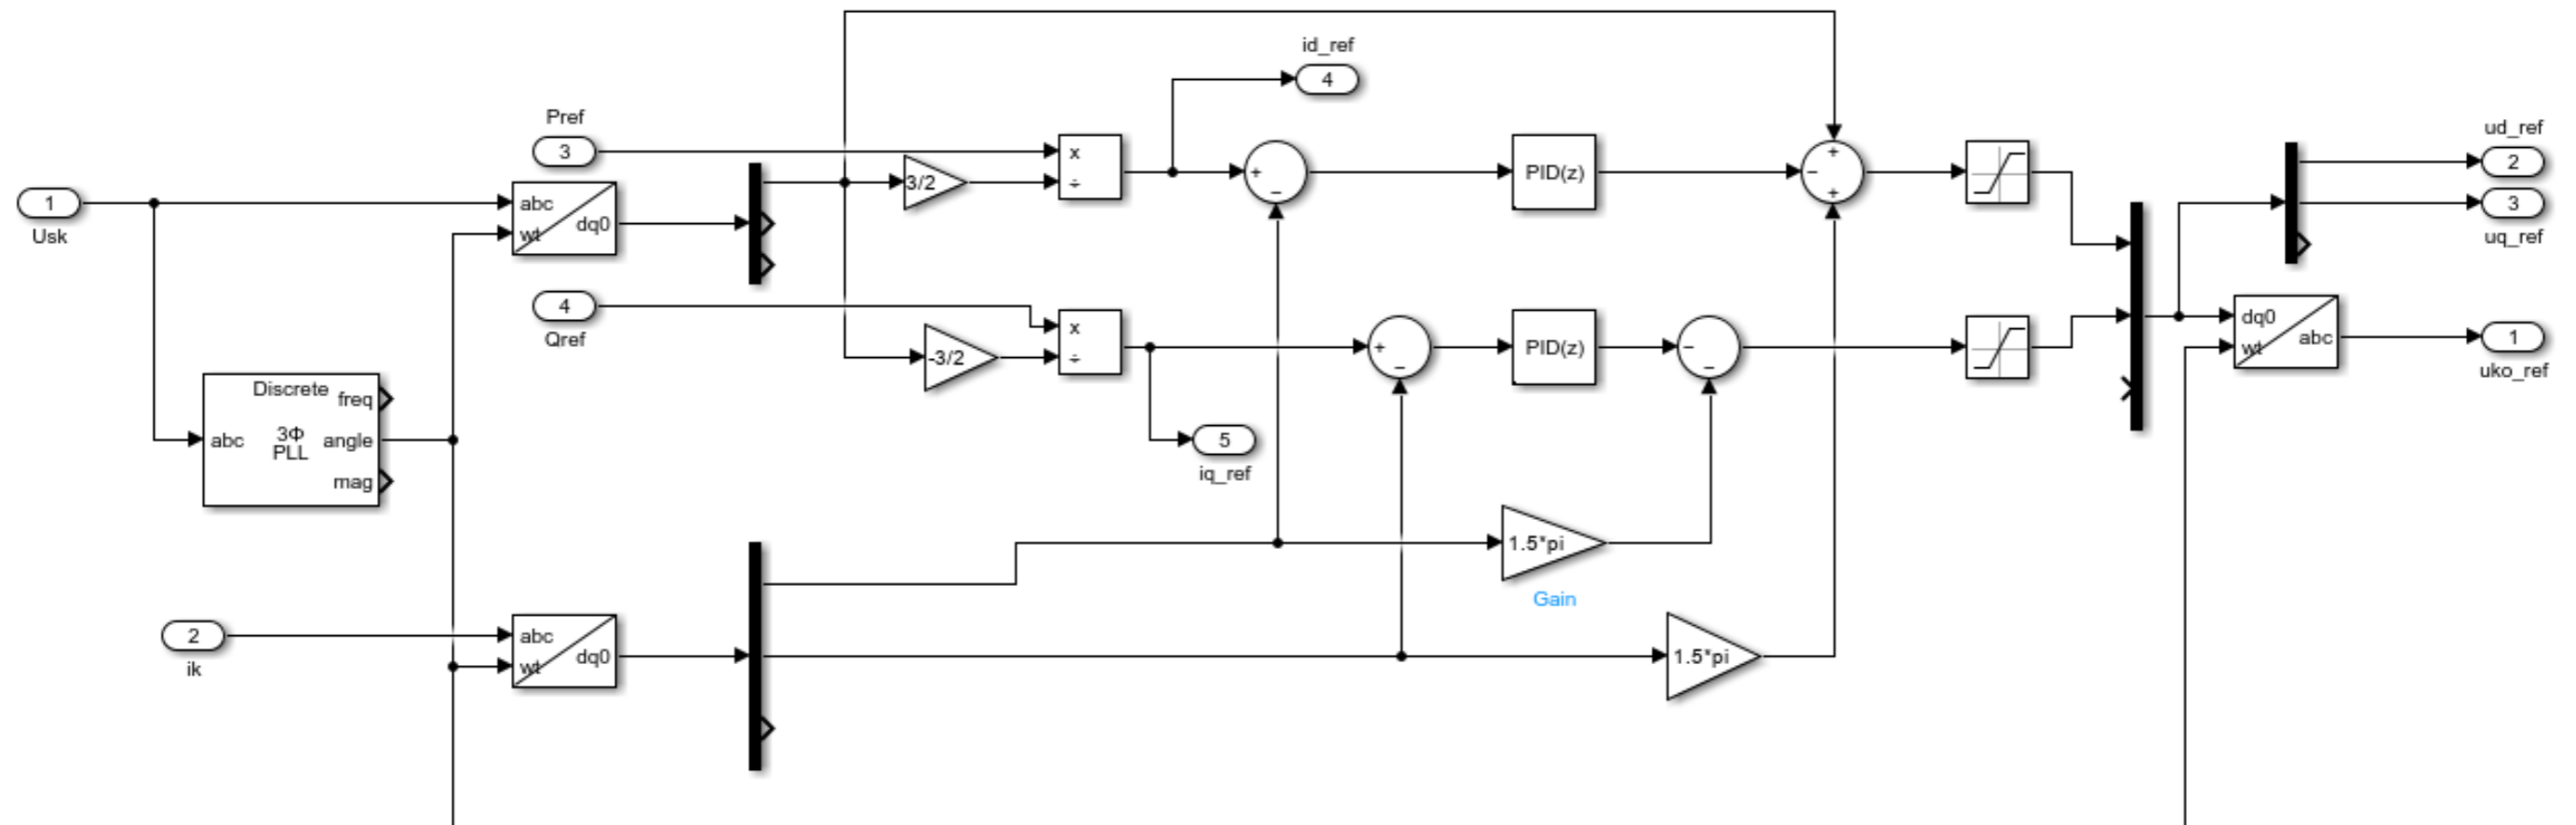 id_ref
4
Pref
3
x
÷
3/2
+
−
PID(z)
+
−
+
ud_ref
2
3
uq_ref
1
Usk
abc
wt
dq0
4
Qref
x
÷
-3/2
+
−
PID(z)
−
−
dq0
wt
abc
1
uko_ref
Discrete
freq
abc
3Φ
PLL
angle
mag
5
iq_ref
1.5*pi
Gain
2
ik
abc
wt
dq0
1.5*pi